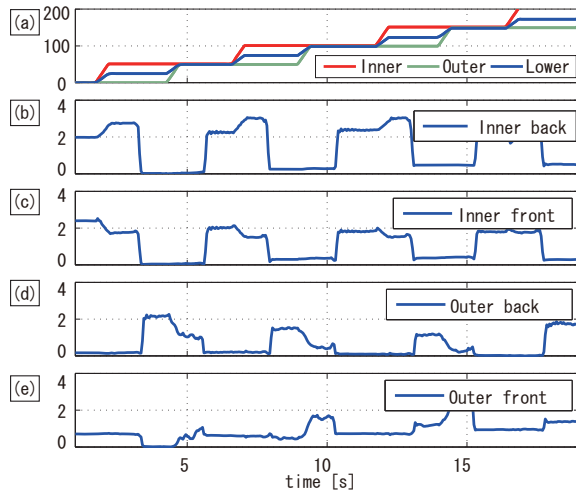 (a)
200
100
0
Inner Outer Lower
(b)
4
2
0
Inner back
(c)
4
2
0
Inner front
(d)
4
2
0
Outer back
(e)
4
2
0
Outer front
5 10 15
time [s]